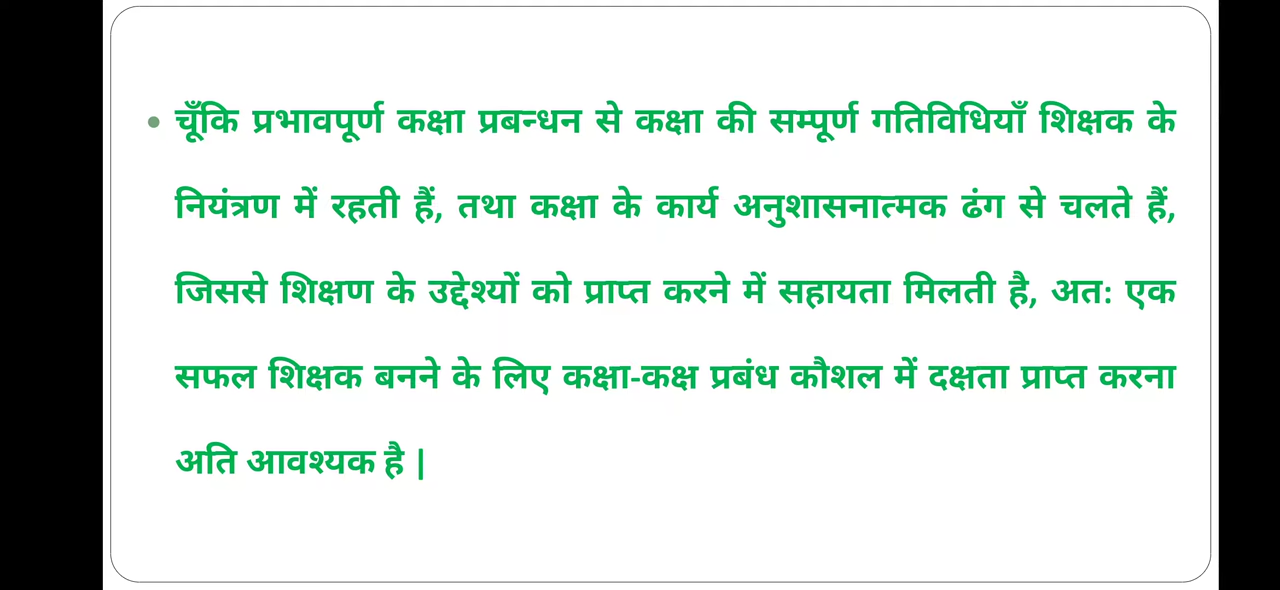 • चूँकि प्रभावपूर्ण कक्षा प्रबन्धन से कक्षा की सम्पूर्ण गतिविधियाँ शिक्षक के
नियंत्रण में रहती हैं, तथा कक्षा के कार्य अनुशासनात्मक ढंग से चलते हैं,
जिससे शिक्षण के उद्देश्यों को प्राप्त करने में सहायता मिलती है, अत: एक
सफल शिक्षक बनने के लिए कक्षा-कक्ष प्रबंध कौशल में दक्षता प्राप्त करना
अति आवश्यक है |